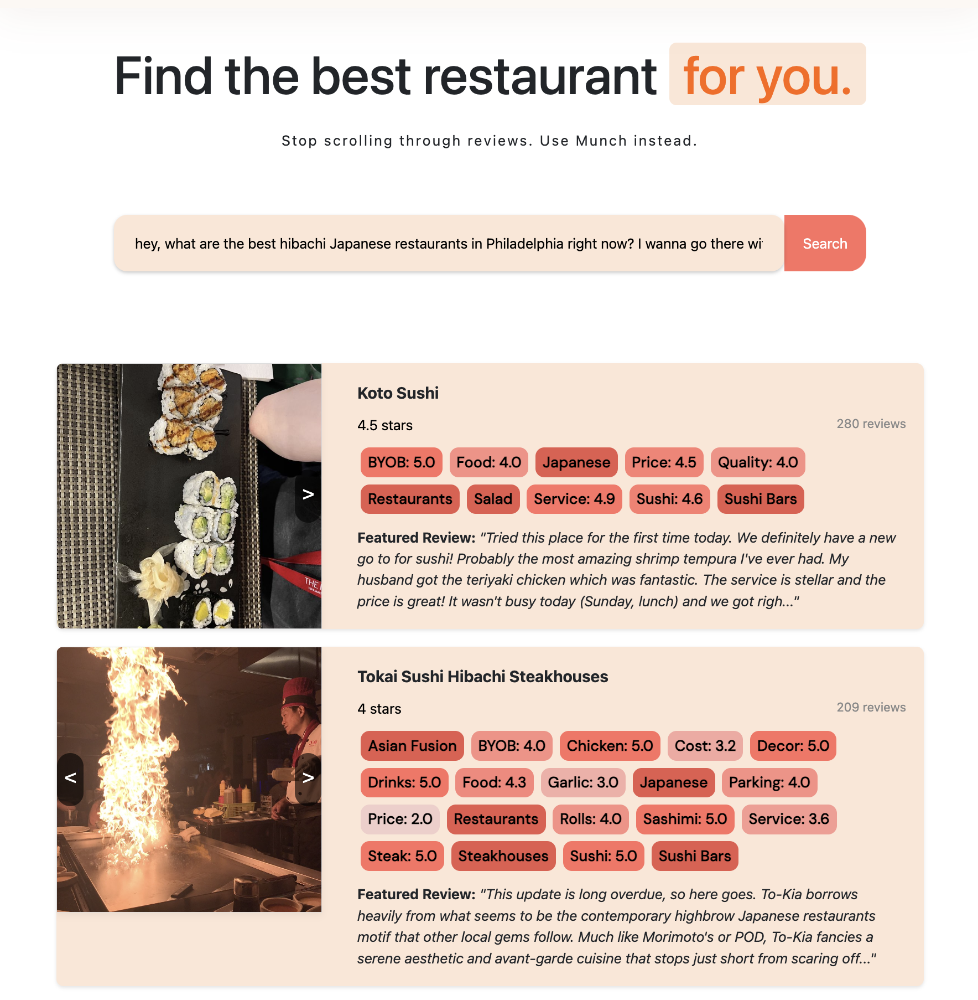 Find the best restaurant for you.
Stop scrolling through reviews. Use Munch instead.
hey, what are the best hibachi Japanese restaurants in Philadelphia right now? I wanna go there
Search
Koto Sushi
4.5 stars
280 reviews
BYOB: 5.0 Food: 4.0 Japanese Price: 4.5 Quality: 4.0
Restaurants Salad Service: 4.9 Sushi: 4.6 Sushi Bars
Featured Review: "Tried this place for the first time today. We definitely have a new
go to for sushi! Probably the most amazing shrimp tempura I've ever had. My
husband got the teriyaki chicken which was fantastic. The service is stellar and the
price is great! It wasn't busy today (Sunday, lunch) and we got righ..."
>
THE
Tokai Sushi Hibachi Steakhouses
4 stars
209 reviews
Asian Fusion BYOB: 4.0 Chicken: 5.0 Cost: 3.2 Decor: 5.0
Drinks: 5.0 Food: 4.3 Garlic: 3.0 Japanese Parking: 4.0
Price: 2.0 Restaurants Rolls: 4.0 Sashimi: 5.0 Service: 3.6
Steak: 5.0 Steakhouses Sushi: 5.0 Sushi Bars
Featured Review: "This update is long overdue, so here goes. To-Kia borrows
heavily from what seems to be the contemporary highbrow Japanese restaurants
motif that other local gems follow. Much like Morimoto's or POD, To-Kia fancies a
serene aesthetic and avant-garde cuisine that stops just short from scaring off..."
< >